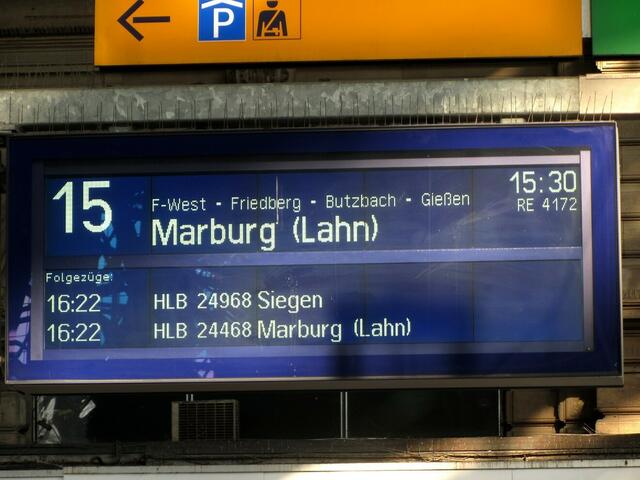 P
15
15:30
F-West - Friedberg - Butzbach - Gießen
RE 4172
Marburg (Lahn)
Folgezüge:
16:22 HLB 24968 Siegen
16:22 HLB 24468 Marburg (Lahn)